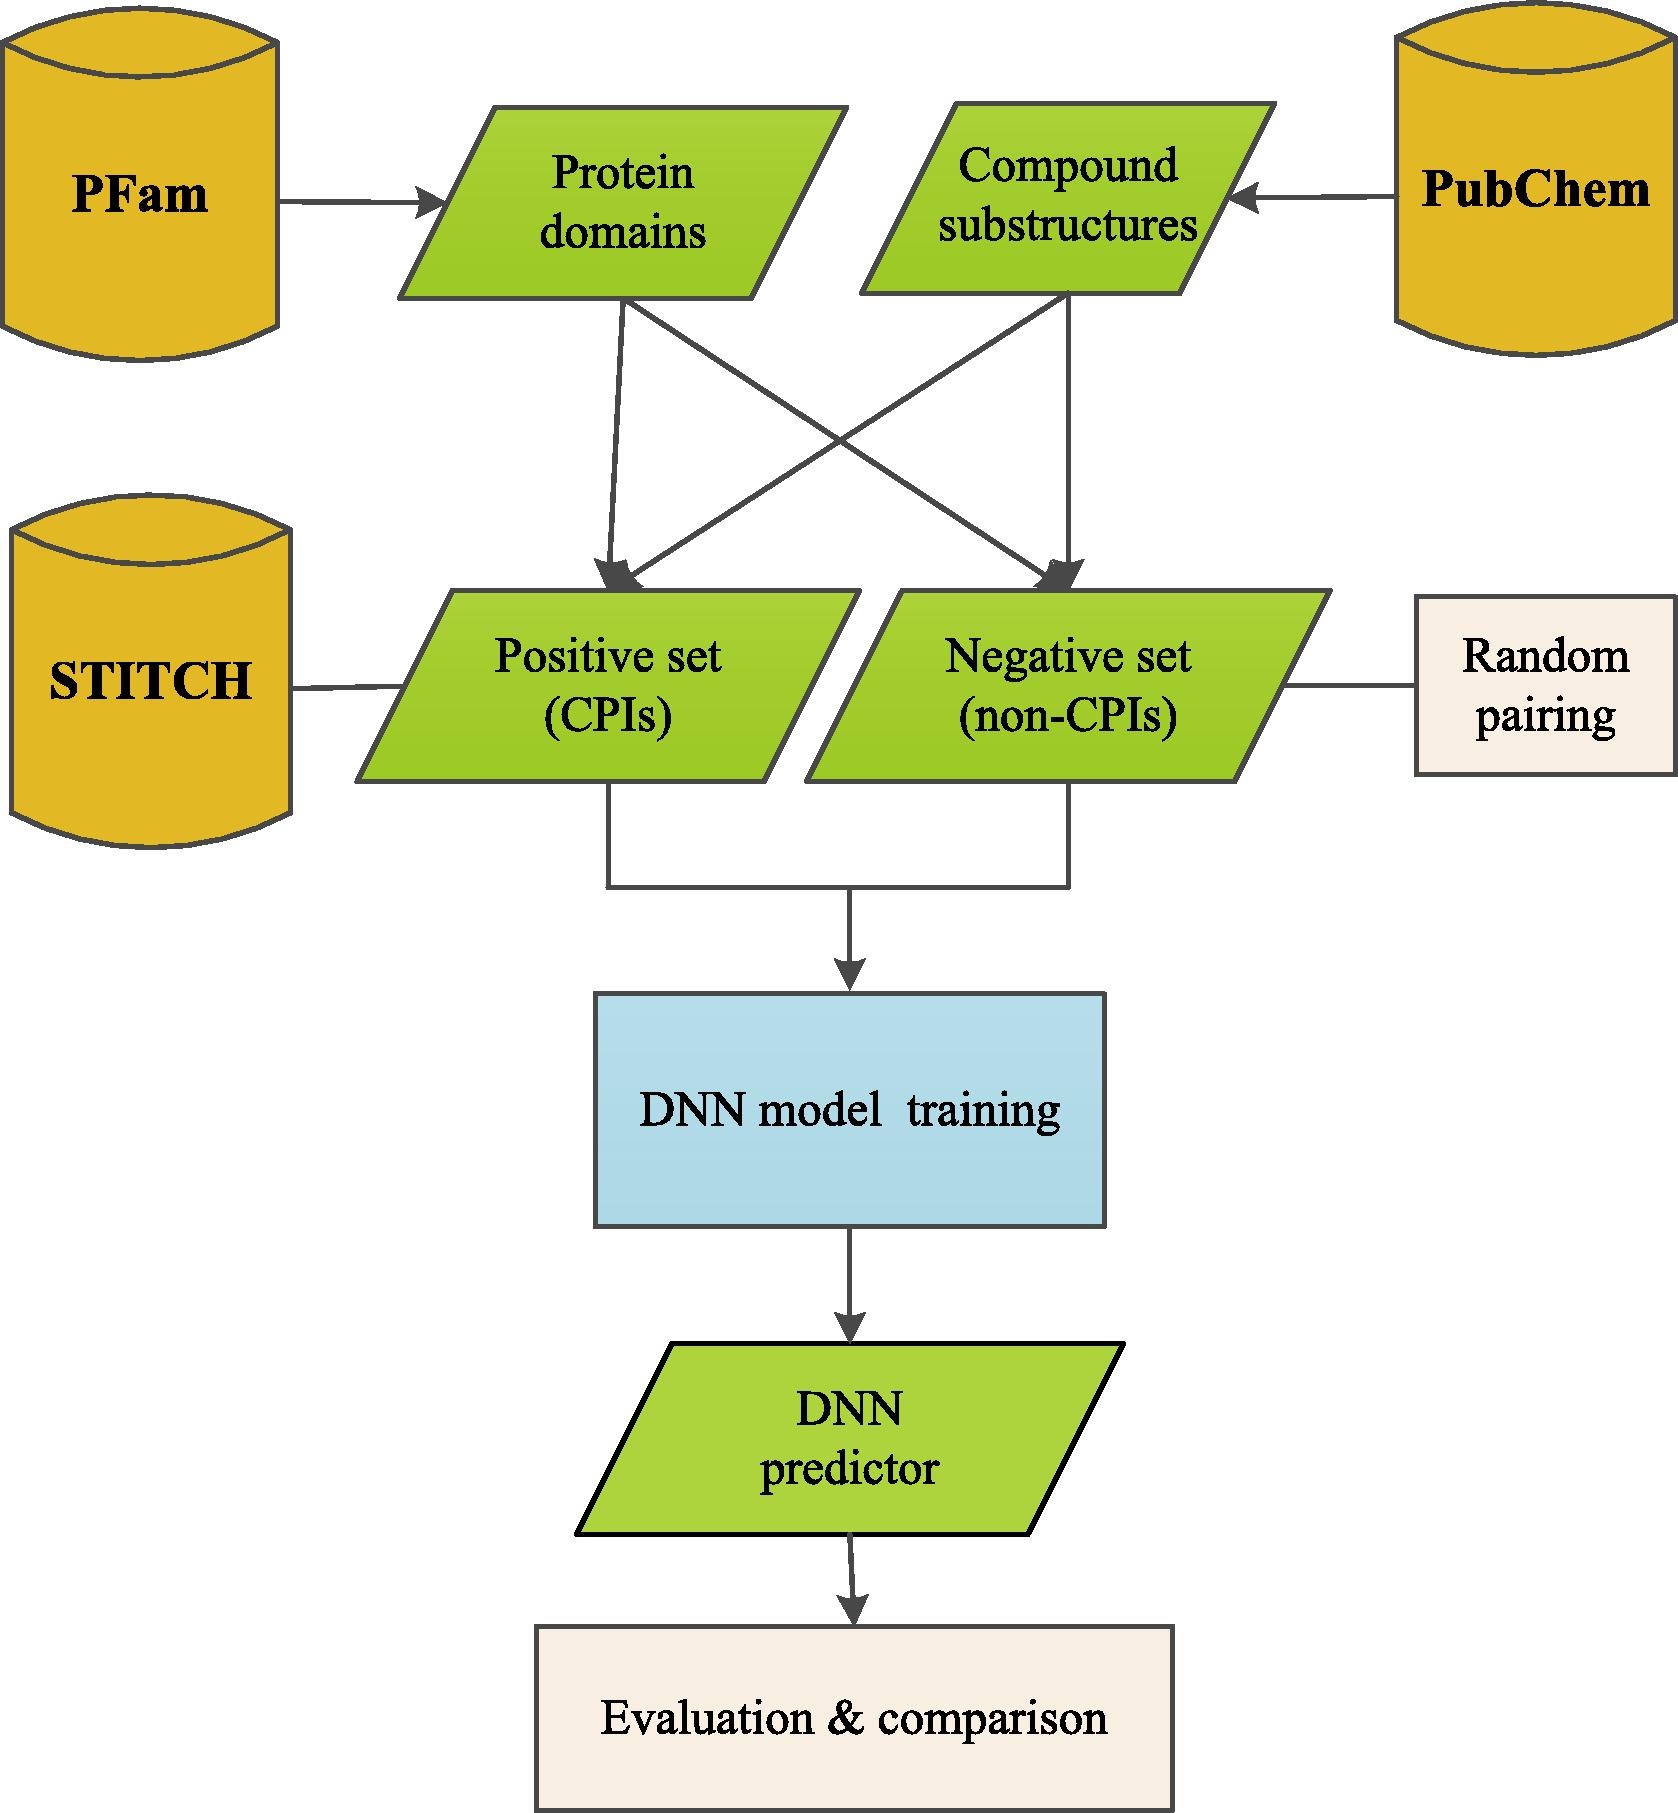 PFam
Protein
domains
Compound
substructures
PubChem
STITCH
Positive set
(CPIs)
Negative set
(non-CPIs)
Random
pairing
DNN model  training
DNN
predictor
Evaluation & comparison